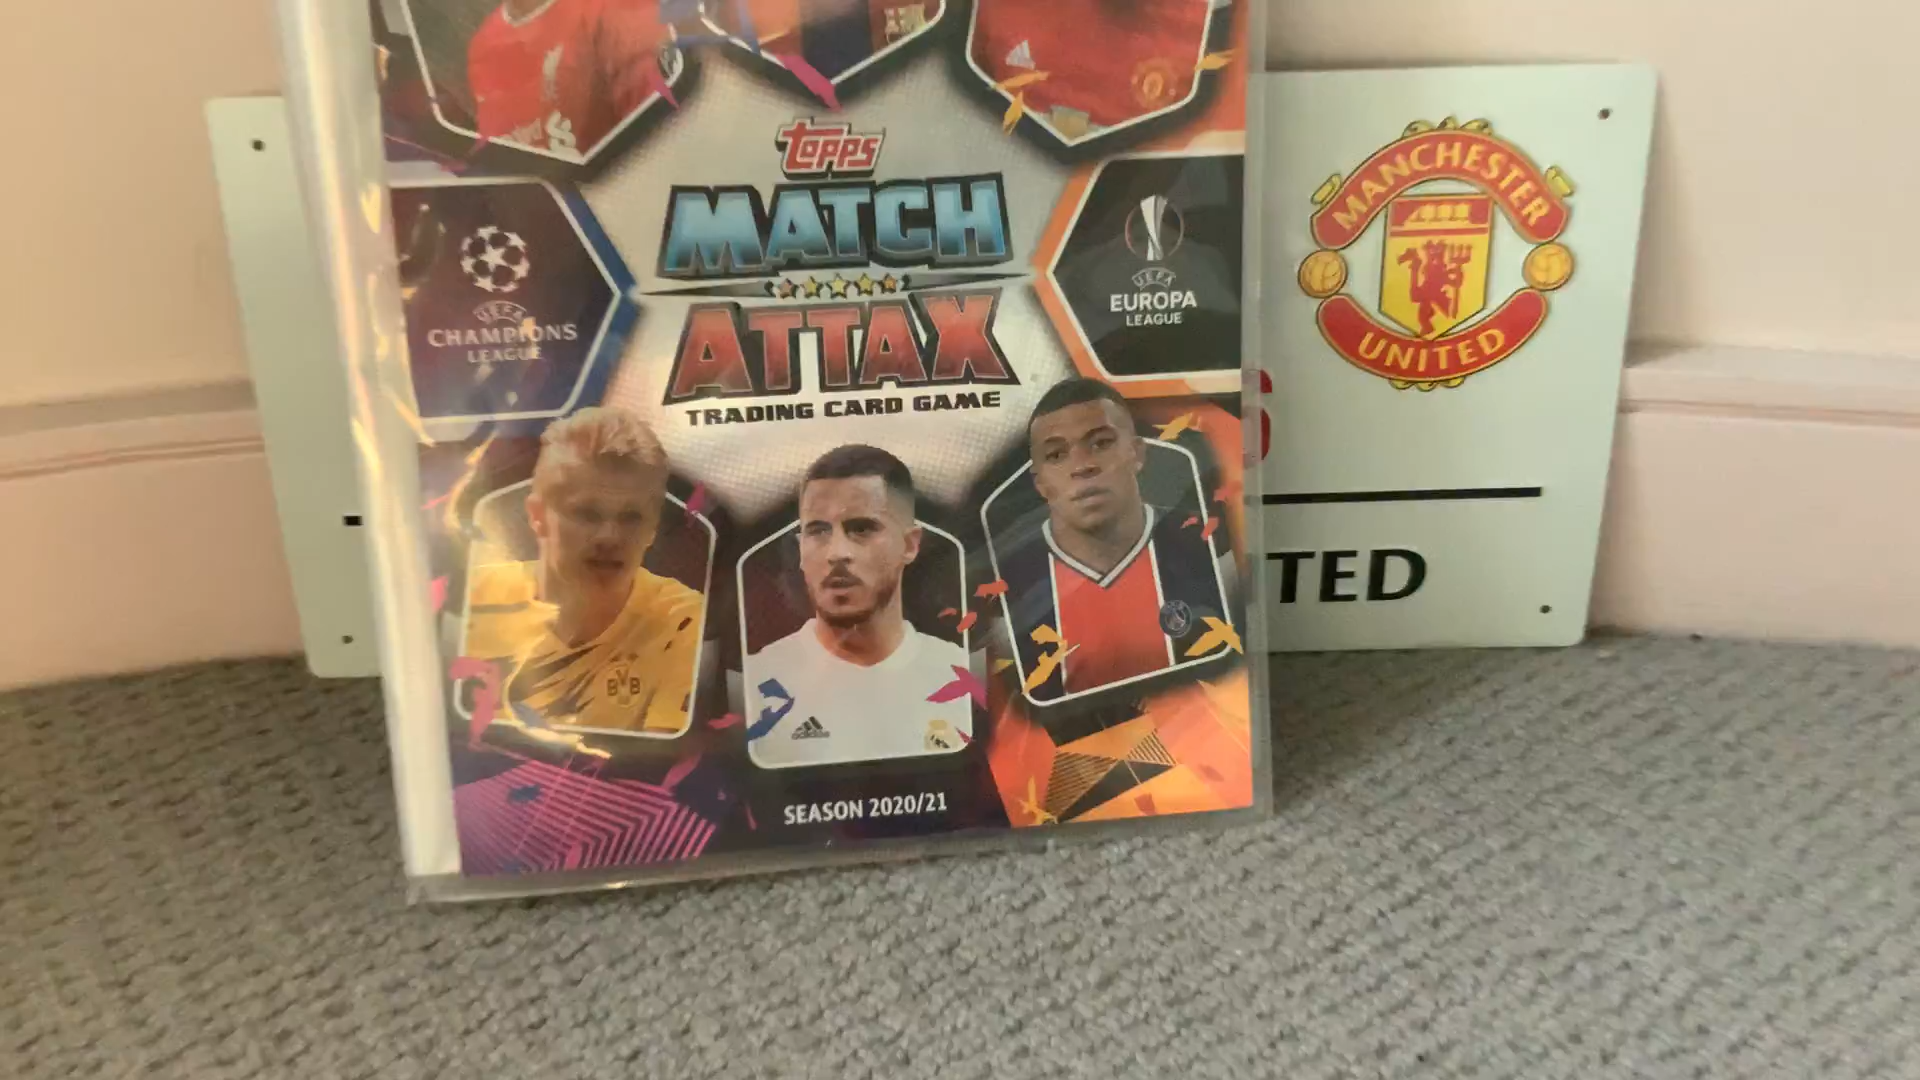 topps
MATCH
ATTAX
TRADING CARD GAME
UEFA
CHAMPIONS
LEAGUE
UEFA
EUROPA
LEAGUE
BVB
adidas
SEASON 2020/21
MANCHESTER
UNITED
S
TED